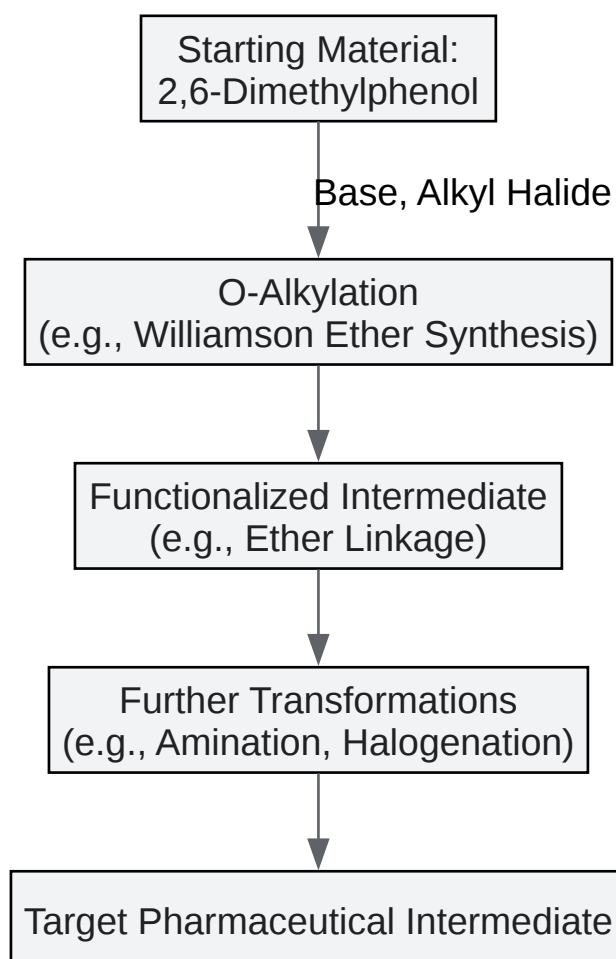 Starting Material:
2,6-Dimethylphenol
Base, Alkyl Halide
O-Alkylation
(e.g., Williamson Ether Synthesis)
Functionalized Intermediate
(e.g., Ether Linkage)
Further Transformations
(e.g., Amination, Halogenation)
Target Pharmaceutical Intermediate